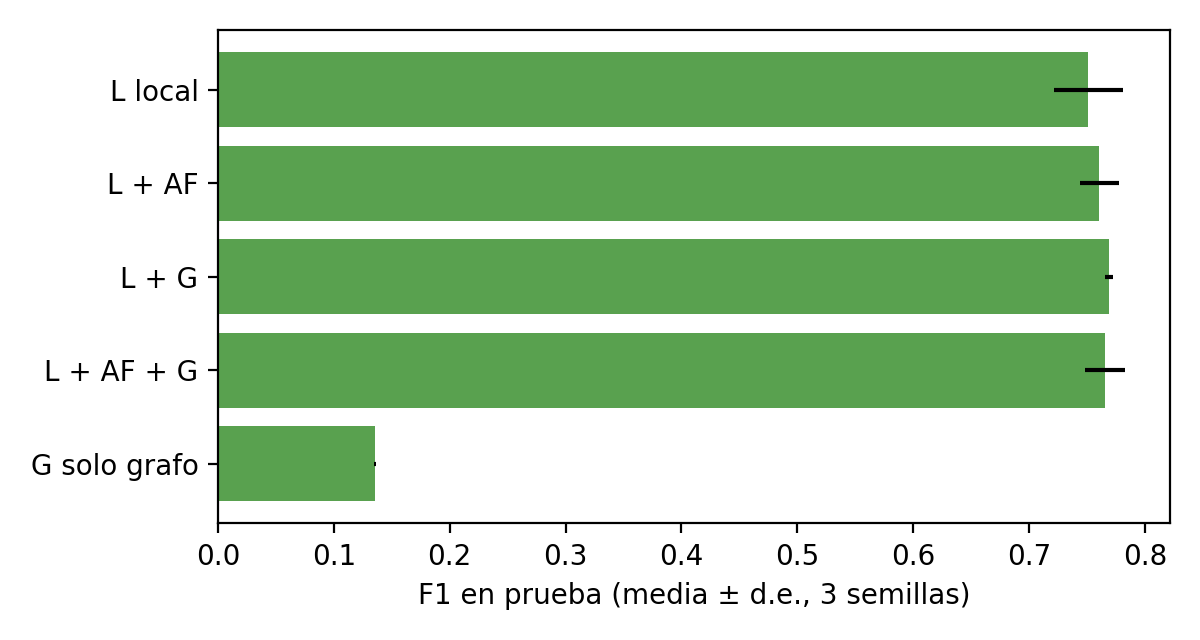 L local
L + AF
L + G
L + AF + G
G solo grafo
0.0 0.1 0.2 0.3 0.4 0.5 0.6 0.7 0.8
F1 en prueba (media ± d.e., 3 semillas)